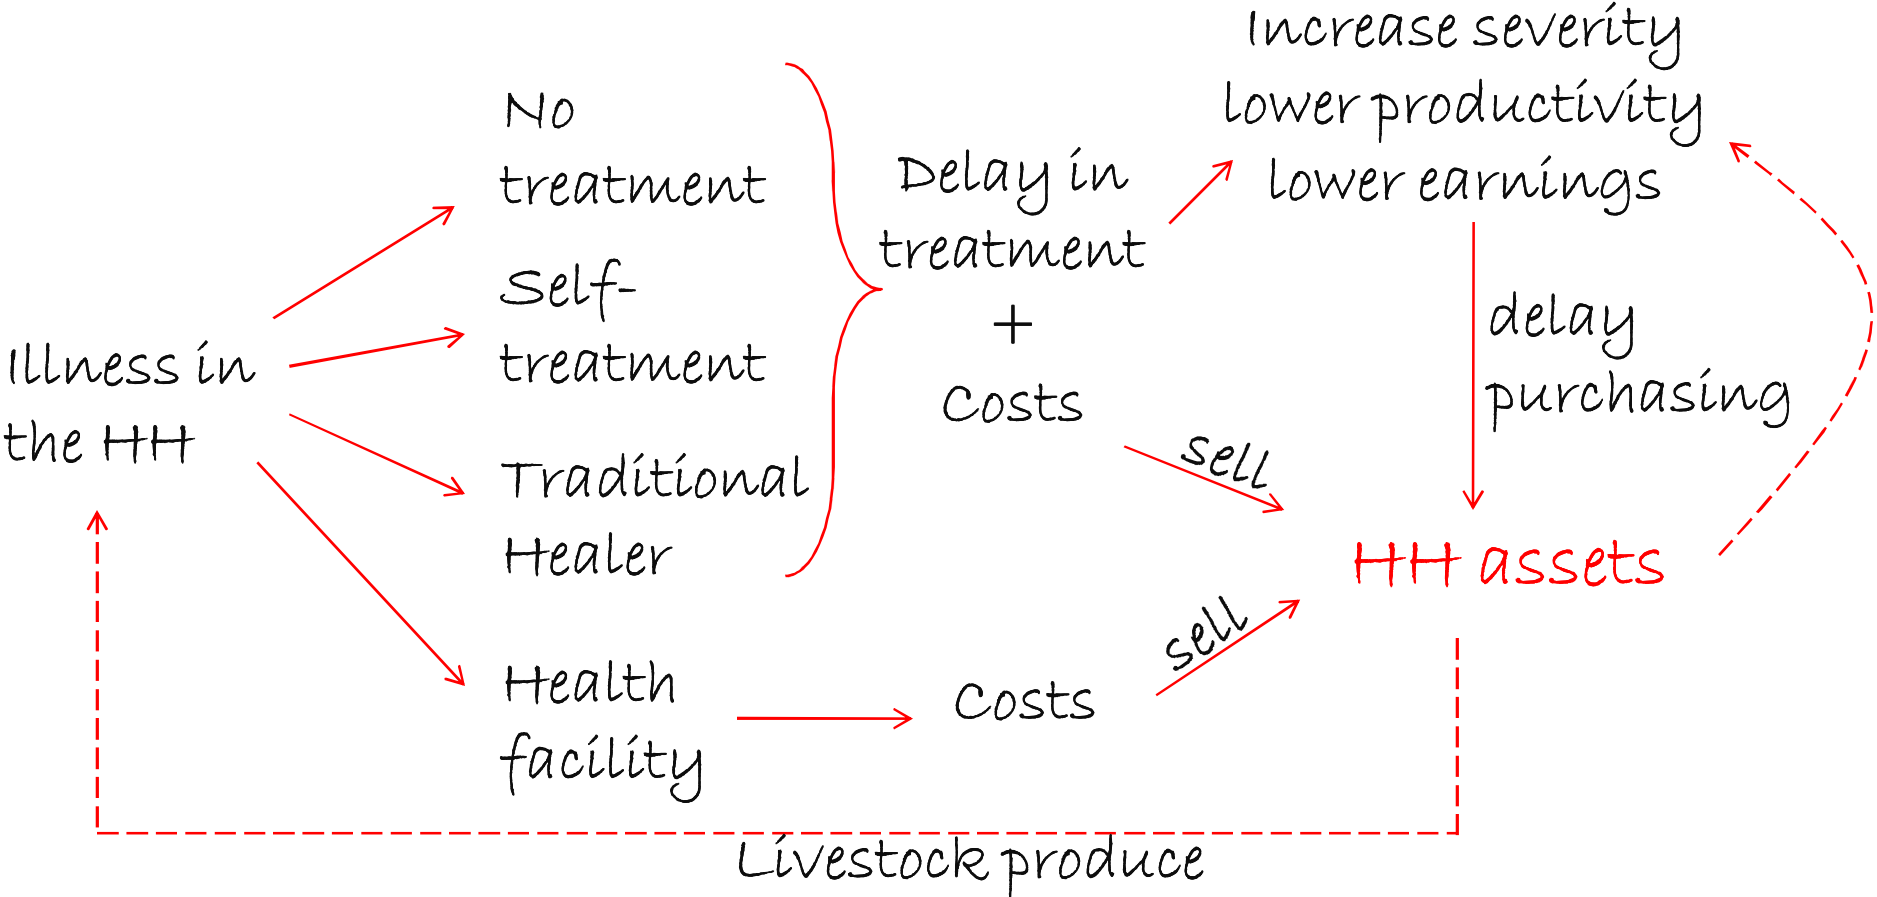 Illness in
the HH
No
treatment
Self-
treatment
Traditional
Healer
Health
facility
Delay in
treatment
+
Costs
Costs
sell
sell
Increase severity
lower productivity
lower earnings
delay
purchasing
HH assets
Livestock produce